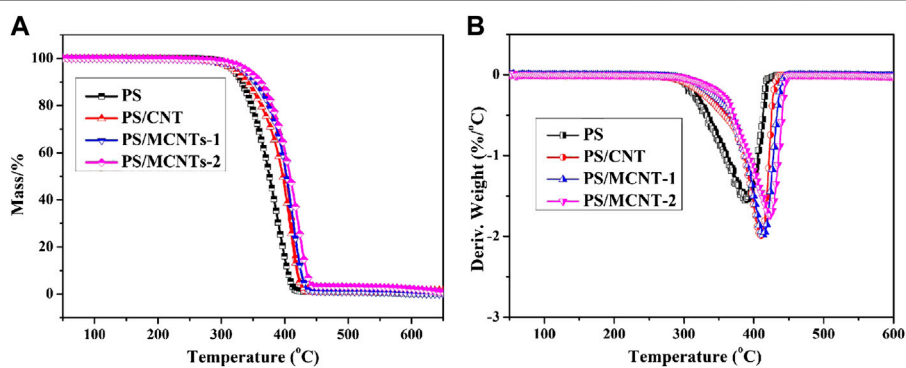 A
100
80
60
40
20
0
Mass/%
PS
PS/CNT
PS/MCNTs-1
PS/MCNTs-2
100 200 300 400 500 600
Temperature (°C)
B
0
-1
-2
-3
Deriv. Weight (%/°C)
PS
PS/CNT
PS/MCNT-1
PS/MCNT-2
100 200 300 400 500 600
Temperature (°C)